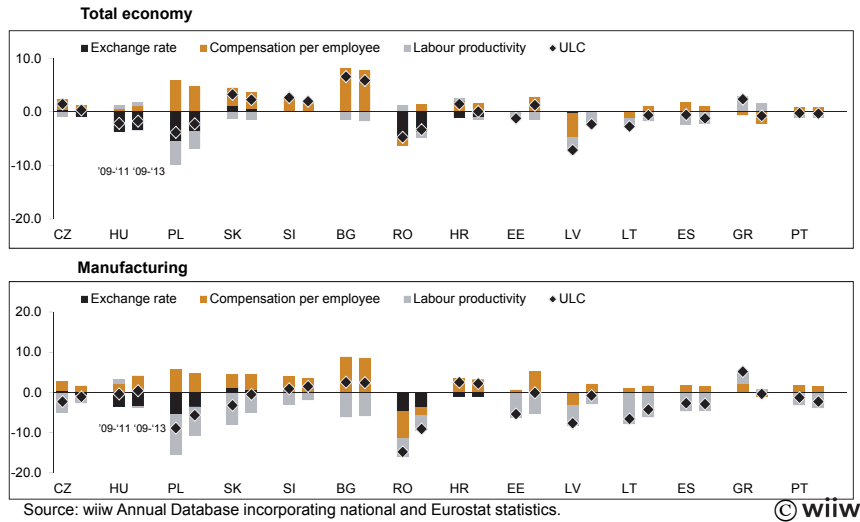 Total economy
Exchange rate Compensation per employee Labour productivity ULC
10.0
0.0
-10.0
-20.0
'09-'11 '09-'13
CZ HU PL SK SI BG RO HR EE LV LT ES GR PT
Manufacturing
Exchange rate Compensation per employee Labour productivity ULC
20.0
10.0
0.0
-10.0
-20.0
'09-'11 '09-'13
CZ HU PL SK SI BG RO HR EE LV LT ES GR PT
Source: wiiw Annual Database incorporating national and Eurostat statistics.
© wiiw